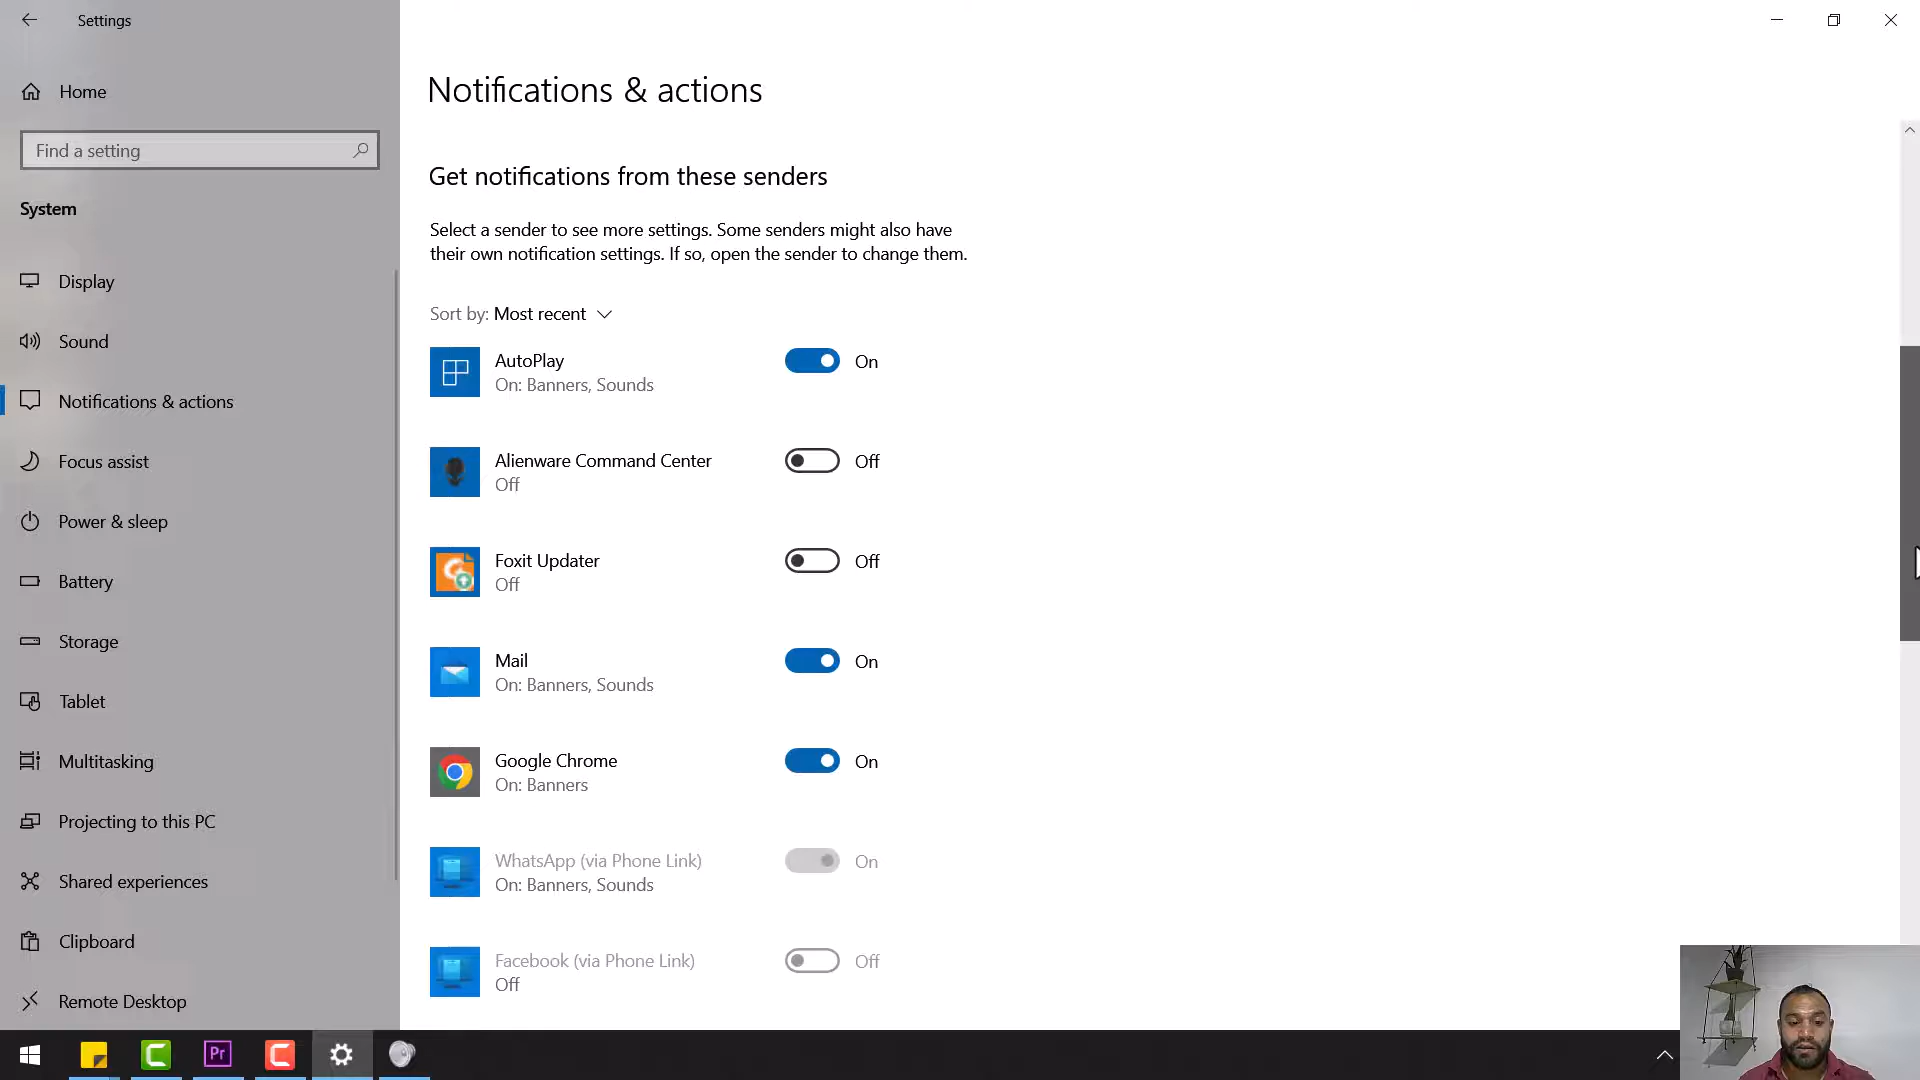 Settings
Home
Find a setting
System
Display
Sound
Notifications & actions
Focus assist
Power & sleep
Battery
Storage
Tablet
Multitasking
Projecting to this PC
Shared experiences
Clipboard
Remote Desktop
Notifications & actions
Get notifications from these senders
Select a sender to see more settings. Some senders might also have
their own notification settings. If so, open the sender to change them.
Sort by: Most recent
AutoPlay
On: Banners, Sounds
On
Alienware Command Center
Off
Off
Foxit Updater
Off
Off
Mail
On: Banners, Sounds
On
Google Chrome
On: Banners
On
WhatsApp (via Phone Link)
On: Banners, Sounds
On
Facebook (via Phone Link)
Off
Off
Pr